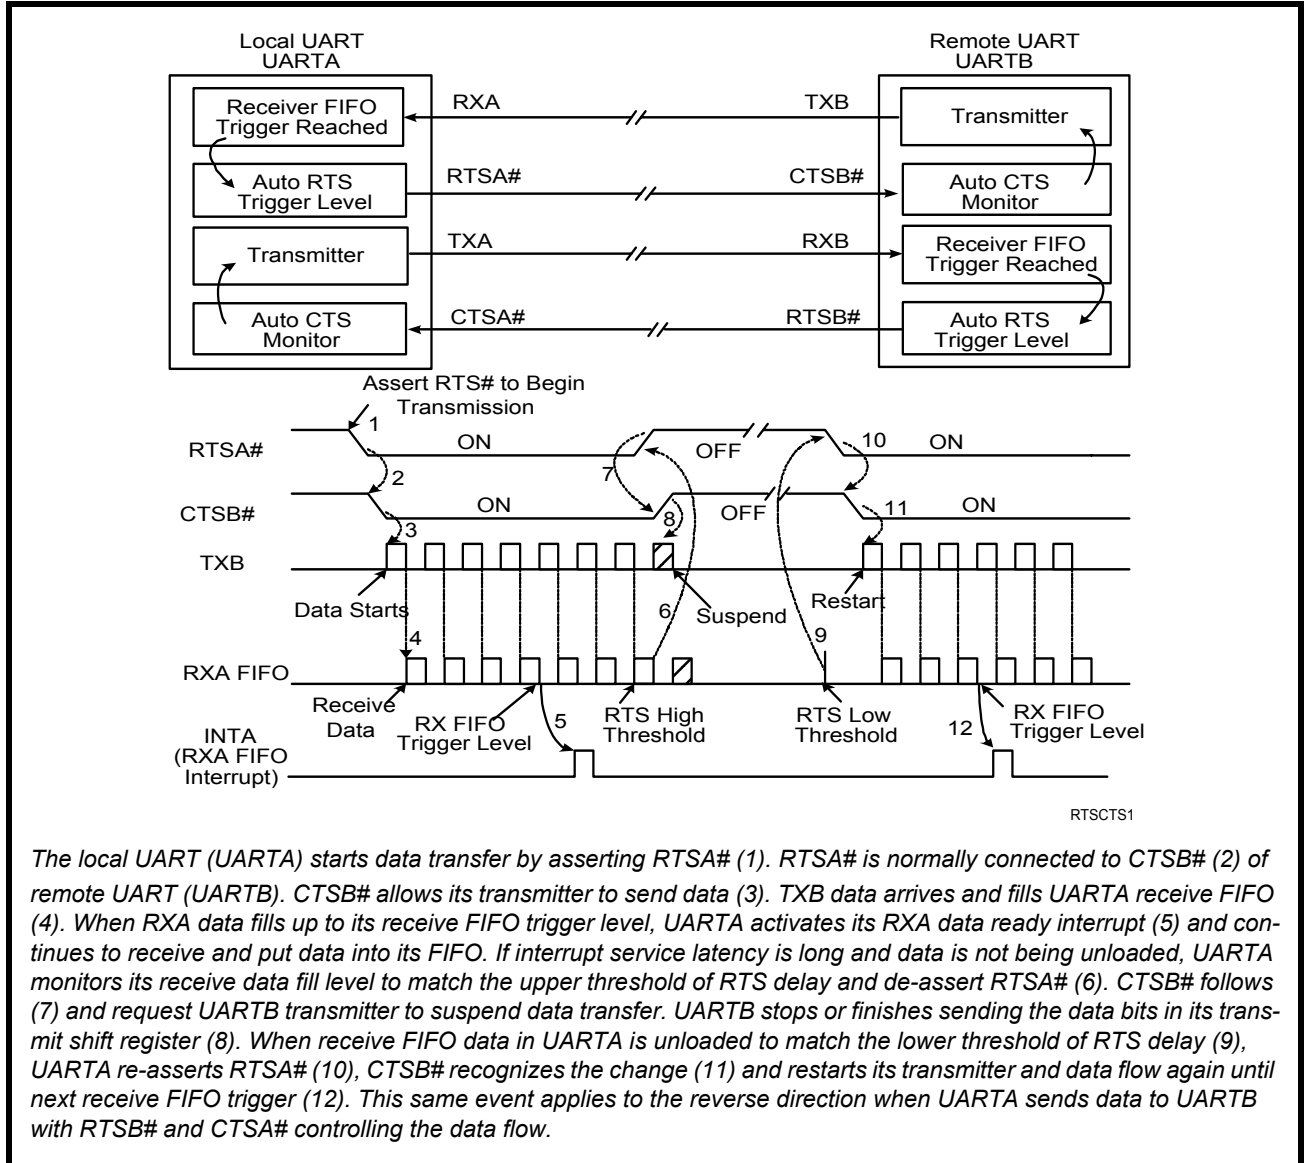 Local UART
UARTA
Remote UART
UARTB
Receiver FIFO
Trigger Reached
RXA
TXB
Transmitter
Auto RTS
Trigger Level
RTSA#
CTSB#
Auto CTS
Monitor
Transmitter
TXA
RXB
Receiver FIFO
Trigger Reached
Auto CTS
Monitor
CTSA#
RTSB#
Auto RTS
Trigger Level
Assert RTS# to Begin
Transmission
1
RTSA#
ON
OFF
10
ON
2
7
CTSB#
ON
8
OFF
11
ON
3
TXB
Data Starts
6
Suspend
Restart
4
9
RXA FIFO
Receive
Data
RX FIFO
Trigger Level
5
RTS High
Threshold
RTS Low
Threshold
12
RX FIFO
Trigger Level
INTA
(RXA FIFO
Interrupt)
RTSCTS1
The local UART (UARTA) starts data transfer by asserting RTSA# (1). RTSA# is normally connected to CTSB# (2) of
remote UART (UARTB). CTSB# allows its transmitter to send data (3). TXB data arrives and fills UARTA receive FIFO
(4). When RXA data fills up to its receive FIFO trigger level, UARTA activates its RXA data ready interrupt (5) and con-
tinues to receive and put data into its FIFO. If interrupt service latency is long and data is not being unloaded, UARTA
monitors its receive data fill level to match the upper threshold of RTS delay and de-assert RTSA# (6). CTSB# follows
(7) and request UARTB transmitter to suspend data transfer. UARTB stops or finishes sending the data bits in its trans-
mit shift register (8). When receive FIFO data in UARTA is unloaded to match the lower threshold of RTS delay (9),
UARTA re-asserts RTSA# (10), CTSB# recognizes the change (11) and restarts its transmitter and data flow again until
next receive FIFO trigger (12). This same event applies to the reverse direction when UARTA sends data to UARTB
with RTSB# and CTSA# controlling the data flow.